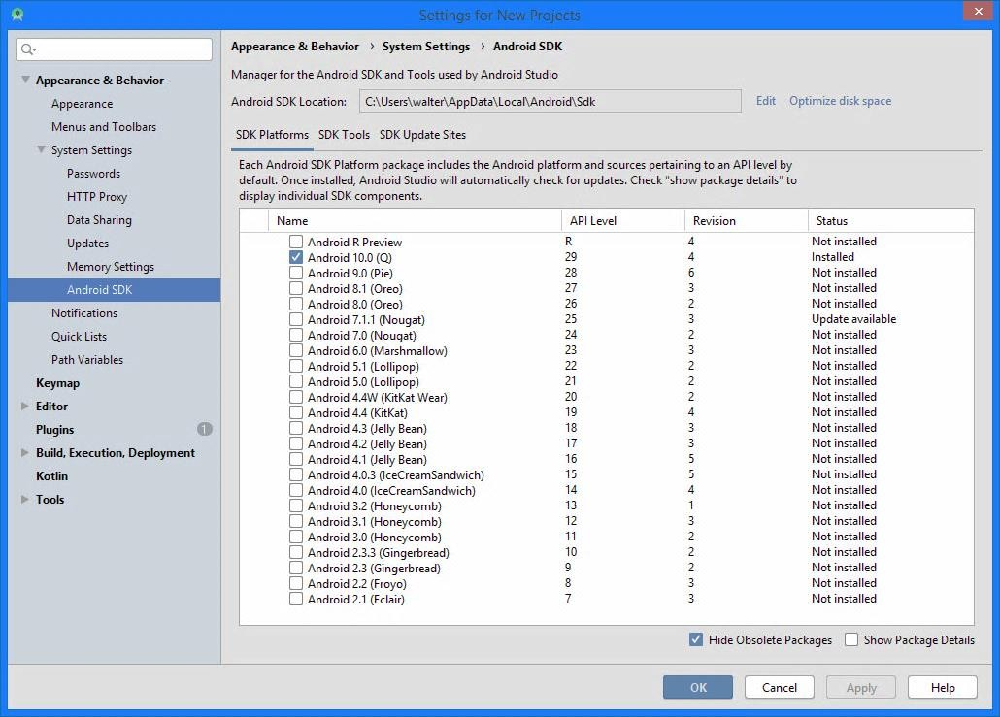 Settings for New Projects
Appearance & Behavior
Appearance
Menus and Toolbars
System Settings
Passwords
HTTP Proxy
Data Sharing
Updates
Memory Settings
Android SDK
Notifications
Quick Lists
Path Variables
Keymap
Editor
Plugins 1
Build, Execution, Deployment
Kotlin
Tools
Appearance & Behavior › System Settings › Android SDK
Manager for the Android SDK and Tools used by Android Studio
Android SDK Location: C:\Users\walter\AppData\Local\Android\Sdk Edit Optimize disk space
SDK Platforms SDK Tools SDK Update Sites
Each Android SDK Platform package includes the Android platform and sources pertaining to an API level by
default. Once installed, Android Studio will automatically check for updates. Check "show package details" to
display individual SDK components.
Name API Level Revision Status
Android R Preview R 4 Not installed
Android 10.0 (Q) 29 4 Installed
Android 9.0 (Pie) 28 6 Not installed
Android 8.1 (Oreo) 27 3 Not installed
Android 8.0 (Oreo) 26 2 Not installed
Android 7.1.1 (Nougat) 25 3 Update available
Android 7.0 (Nougat) 24 2 Not installed
Android 6.0 (Marshmallow) 23 3 Not installed
Android 5.1 (Lollipop) 22 2 Not installed
Android 5.0 (Lollipop) 21 2 Not installed
Android 4.4W (KitKat Wear) 20 2 Not installed
Android 4.4 (KitKat) 19 4 Not installed
Android 4.3 (Jelly Bean) 18 3 Not installed
Android 4.2 (Jelly Bean) 17 3 Not installed
Android 4.1 (Jelly Bean) 16 5 Not installed
Android 4.0.3 (IceCreamSandwich) 15 5 Not installed
Android 4.0 (IceCreamSandwich) 14 4 Not installed
Android 3.2 (Honeycomb) 13 1 Not installed
Android 3.1 (Honeycomb) 12 3 Not installed
Android 3.0 (Honeycomb) 11 2 Not installed
Android 2.3.3 (Gingerbread) 10 2 Not installed
Android 2.3 (Gingerbread) 9 2 Not installed
Android 2.2 (Froyo) 8 3 Not installed
Android 2.1 (Eclair) 7 3 Not installed
Hide Obsolete Packages Show Package Details
OK Cancel Apply Help